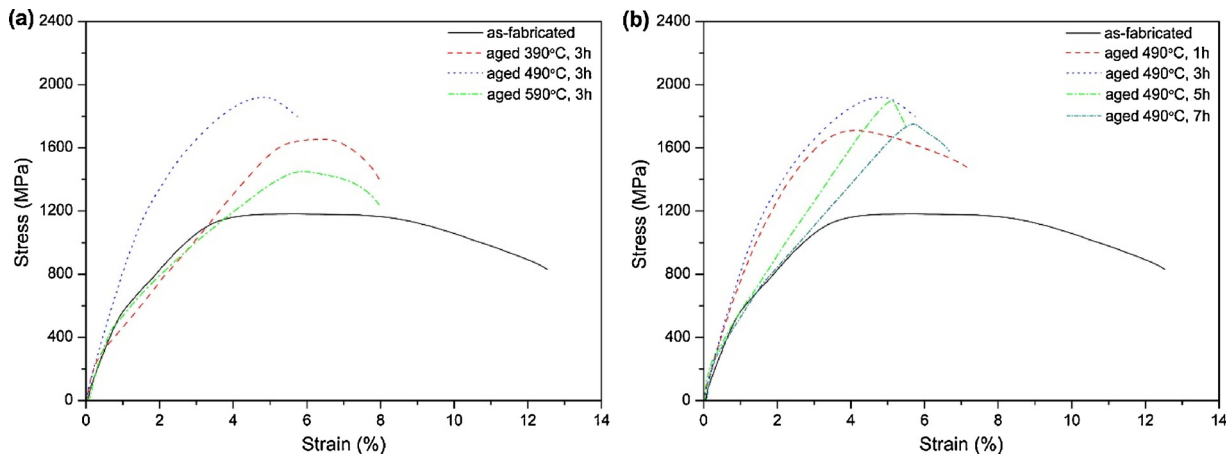 (a)
2400
2000
1600
1200
800
400
0
Stress (MPa)
as-fabricated
aged 390°C, 3h
aged 490°C, 3h
aged 590°C, 3h
0 2 4 6 8 10 12 14
Strain (%)
(b)
2400
2000
1600
1200
800
400
0
Stress (MPa)
as-fabricated
aged 490°C, 1h
aged 490°C, 3h
aged 490°C, 5h
aged 490°C, 7h
0 2 4 6 8 10 12 14
Strain (%)